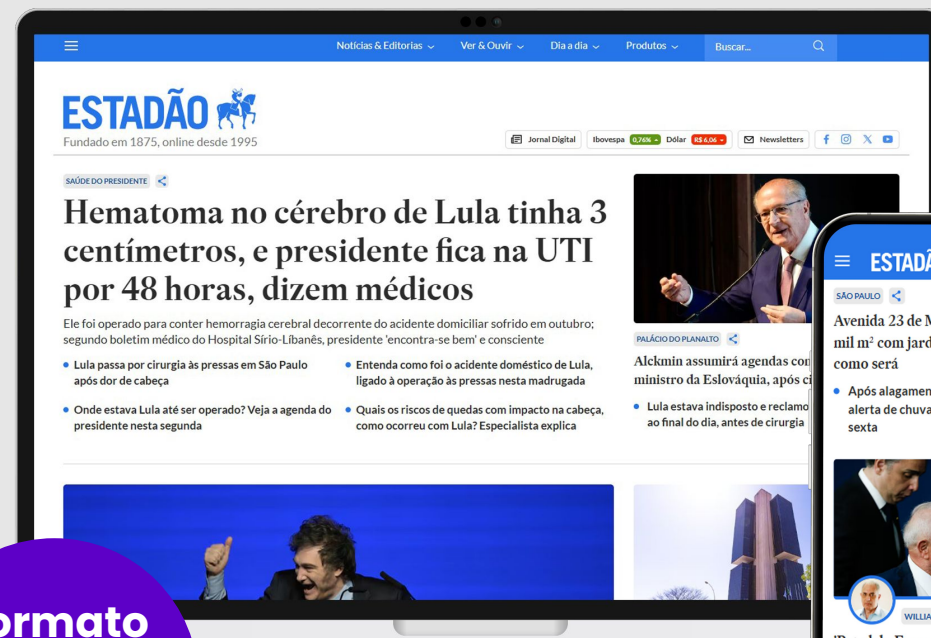 Notícias & Editorias
Ver & Ouvir
Dia a dia
Produtos
Buscar...
ESTADÃO
Fundado em 1875, online desde 1995
Jornal Digital
Ibovespa 0,76%
Dólar R$ 6,06
Newsletters
SAÚDE DO PRESIDENTE
Hematoma no cérebro de Lula tinha 3
centímetros, e presidente fica na UTI
por 48 horas, dizem médicos
Ele foi operado para conter hemorragia cerebral decorrente do acidente domiciliar sofrido em outubro;
segundo boletim médico do Hospital Sírio-Líbanês, presidente 'encontra-se bem' e consciente
Lula passa por cirurgia às pressas em São Paulo
após dor de cabeça
Onde estava Lula até ser operado? Veja a agenda do
presidente nesta segunda
Entenda como foi o acidente doméstico de Lula,
ligado à operação às pressas nesta madrugada
Quais os riscos de quedas com impacto na cabeça,
como ocorreu com Lula? Especialista explica
PALÁCIO DO PLANALTO
Alckmin assumirá agendas con
ministro da Eslováquia, após ci
Lula estava indisposto e reclamo
ao final do dia, antes de cirurgia
ESTADÃ
SÃO PAULO
Avenida 23 de M
mil m² com jard
como será
Após alagamen
alerta de chuva
sexta
WILLIA
ormato